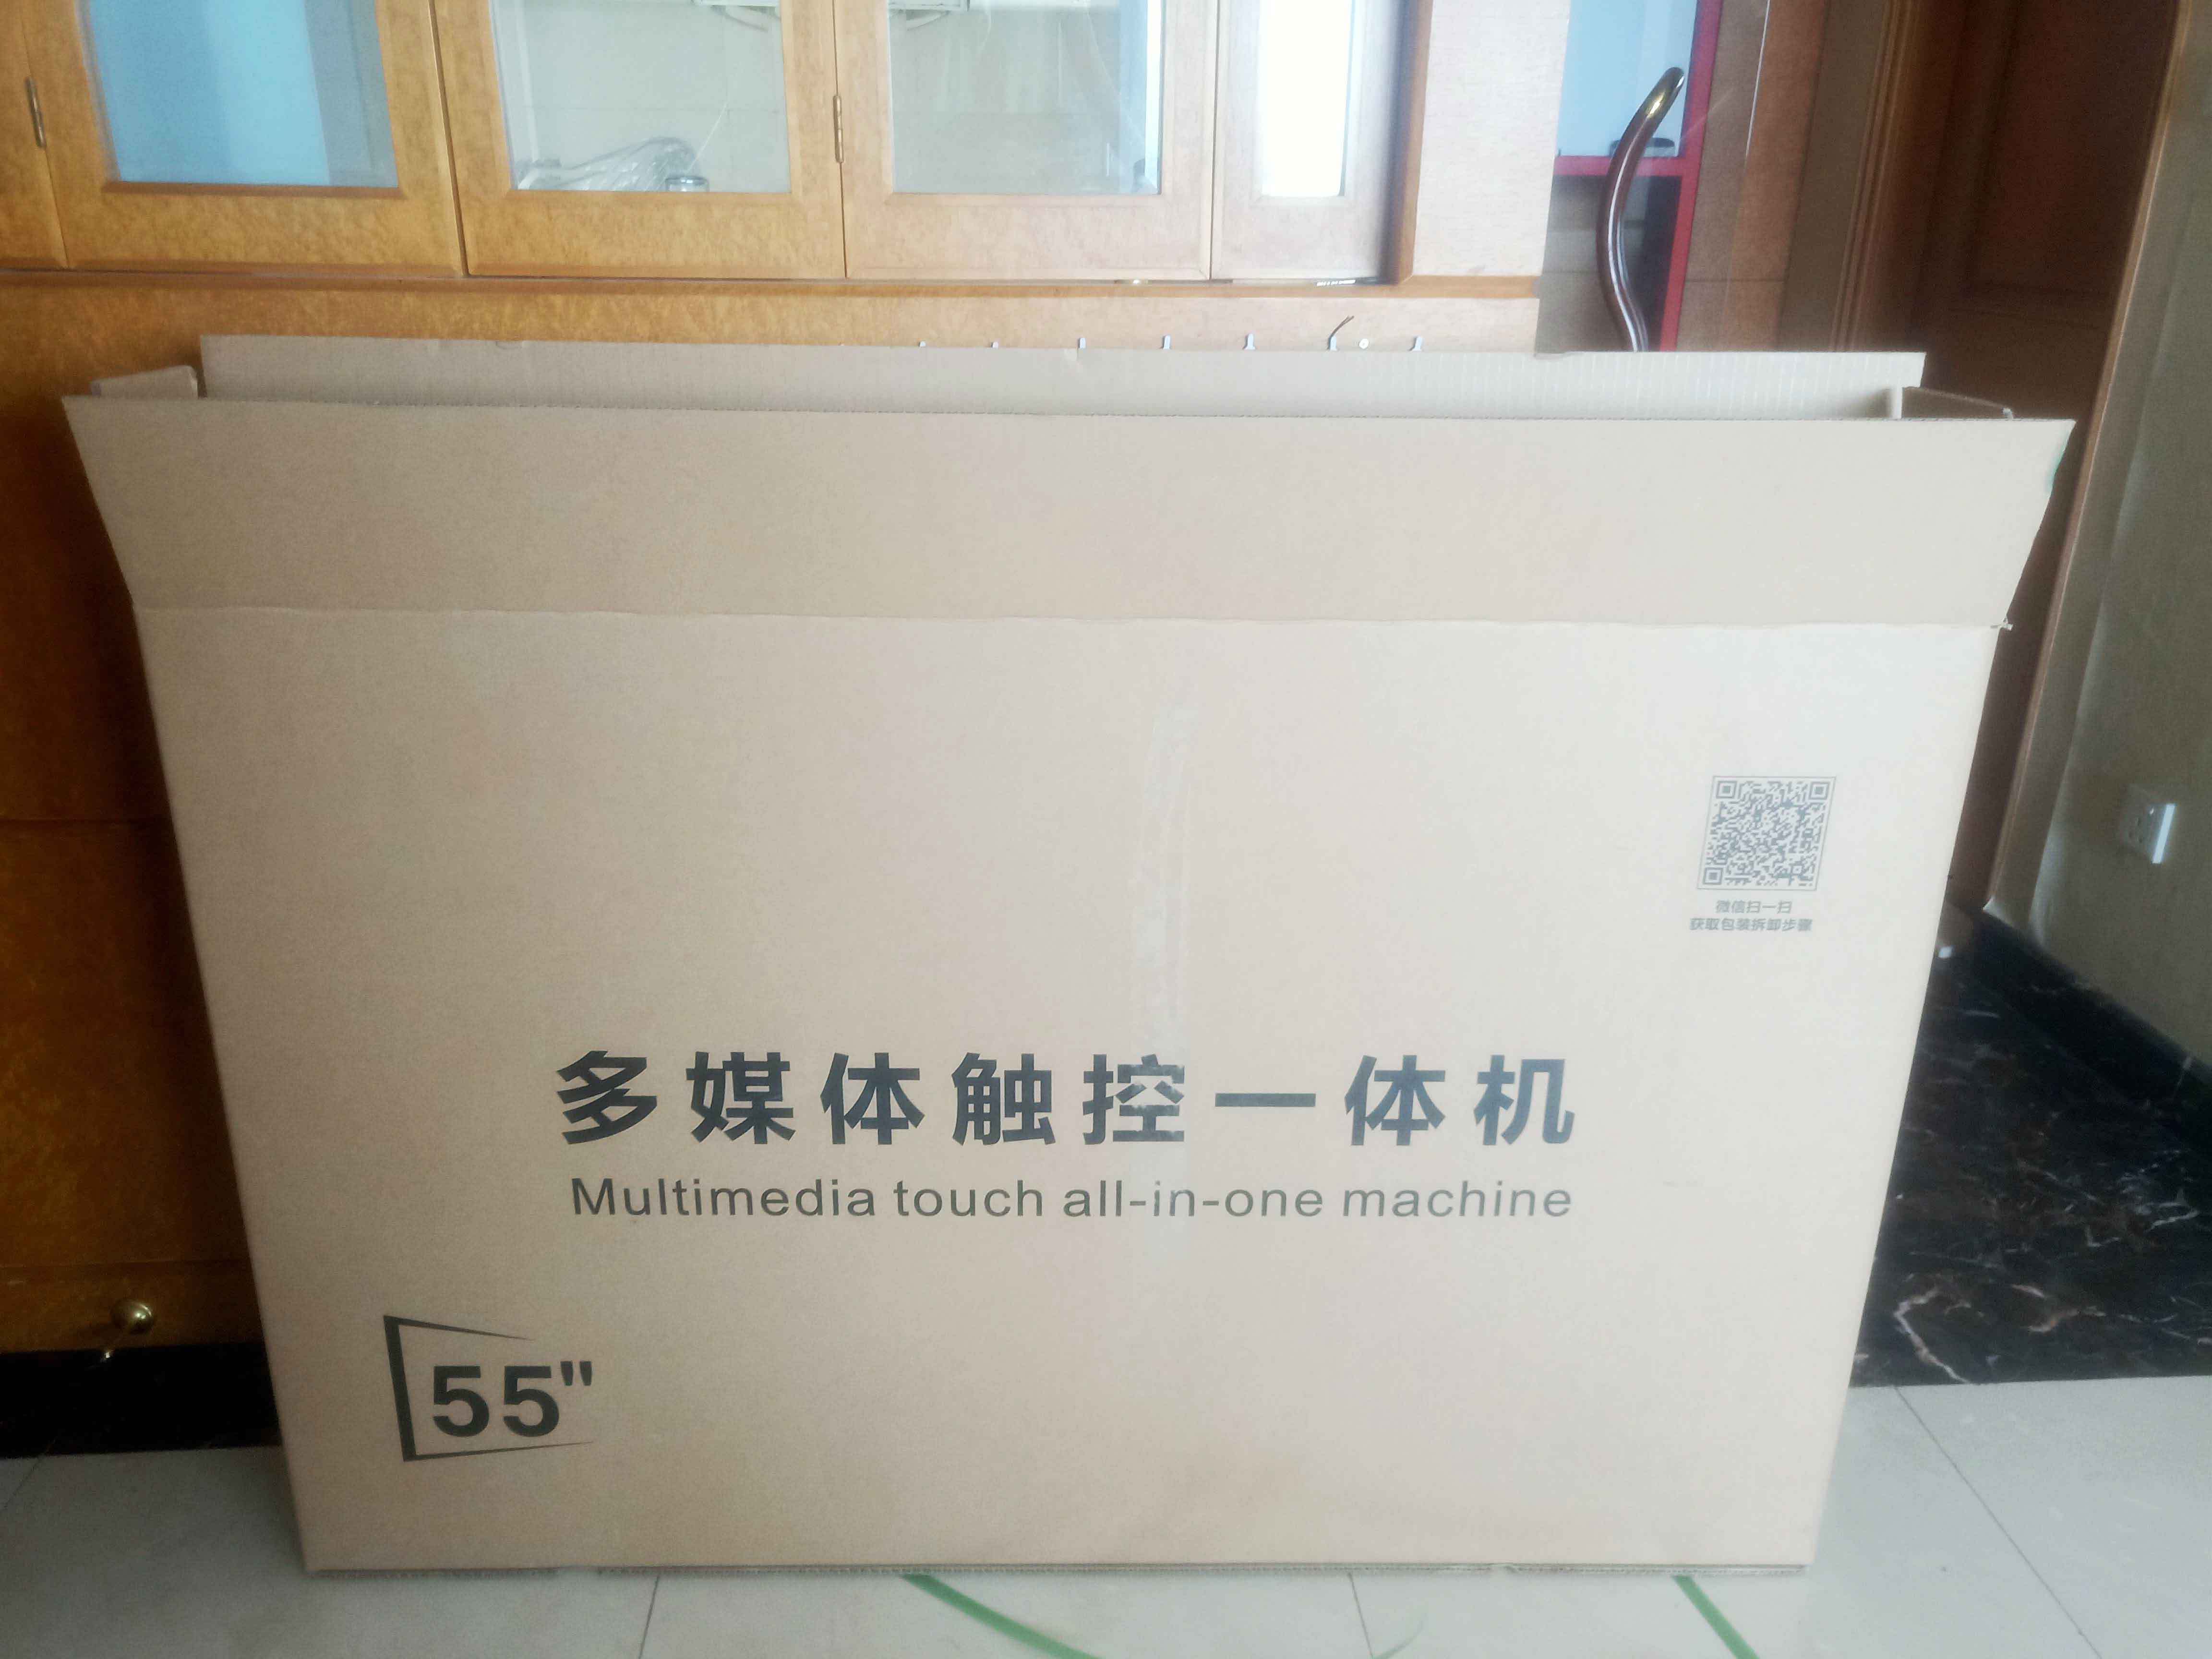 微信扫一扫
获取包装拆卸步骤
多媒体触控一体机
Multimedia touch all-in-one machine
55"